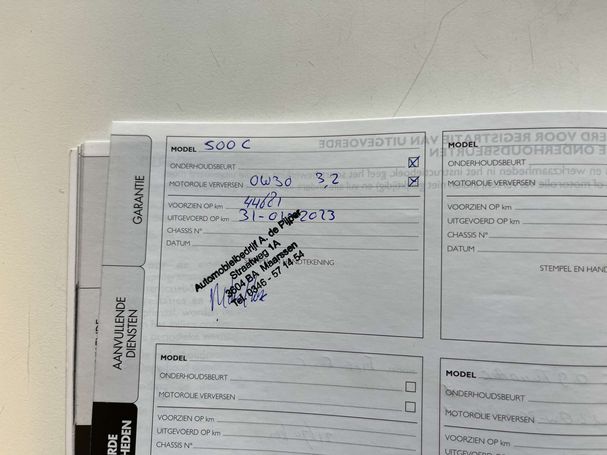 GARANTIE
AANVULLENDE
DIENSTEN
MODEL 500 C
ONDERHOUDSBEURT
MOTOROLIE VERVERSEN 0W30 3,2
VOORZIEN OP km
UITGEVOERD OP km 31-01-2023
CHASSIS N°
DATUM
Automobielbedrijf A. de Pijper
Straatweg 1A
3604 BA Maarssen
Tel. 0346 - 57 14 54
MODEL
ONDERHOUDSBEURT
MOTOROLIE VERVERSEN
VOORZIEN OP km
UITGEVOERD OP km
CHASSIS N°
DATUM
STEMPEL EN HAND
MODEL
ONDERHOUDSBEURT
MOTOROLIE VERVERSEN
VOORZIEN OP km
UITGEVOERD OP km
CHASSIS N°
MODEL
ONDERHOUDSBEURT
MOTOROLIE VERVERSEN
VOORZIEN OP km
UITGEVOERD OP km
CHASSIS N°